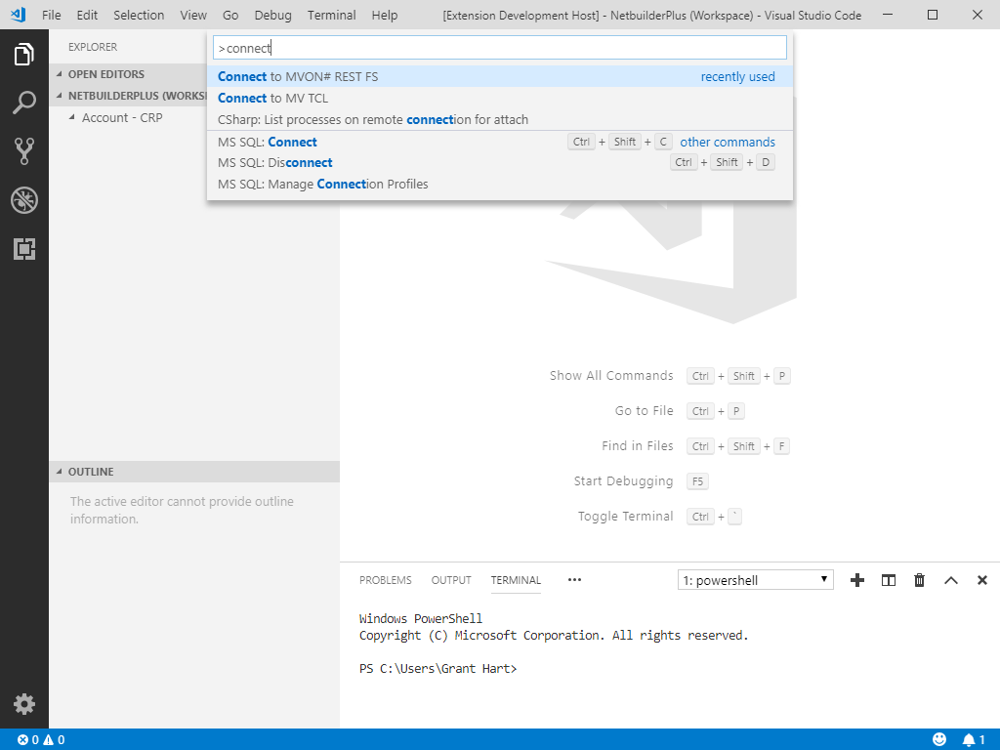 File Edit Selection View Go Debug Terminal Help [Extension Development Host] - NetbuilderPlus (Workspace) - Visual Studio Code
EXPLORER
OPEN EDITORS
NETBUILDERPLUS (WORKS
Account - CRP
>connect
Connect to MVON# REST FS recently used
Connect to MV TCL
CSharp: List processes on remote connection for attach
MS SQL: Connect Ctrl + Shift + C other commands
MS SQL: Disconnect Ctrl + Shift + D
MS SQL: Manage Connection Profiles
Show All Commands Ctrl + Shift + P
Go to File Ctrl + P
Find in Files Ctrl + Shift + F
Start Debugging F5
Toggle Terminal Ctrl + `
OUTLINE
The active editor cannot provide outline
information.
PROBLEMS OUTPUT TERMINAL ••• 1: powershell
Windows PowerShell
Copyright (C) Microsoft Corporation. All rights reserved.
PS C:\Users\Grant Hart>
0 0 1